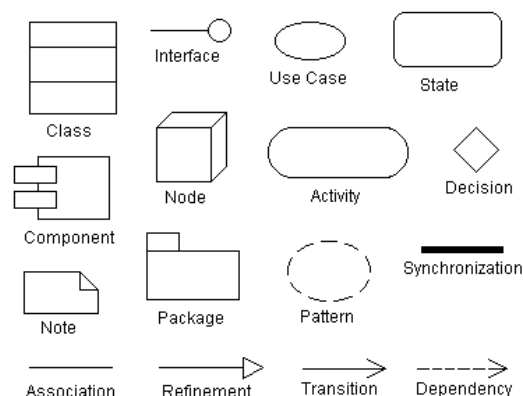 Interface
Use Case
State
Class
Node
Activity
Decision
Component
Synchronization
Note
Package
Pattern
Association
Refinement
Transition
Dependency